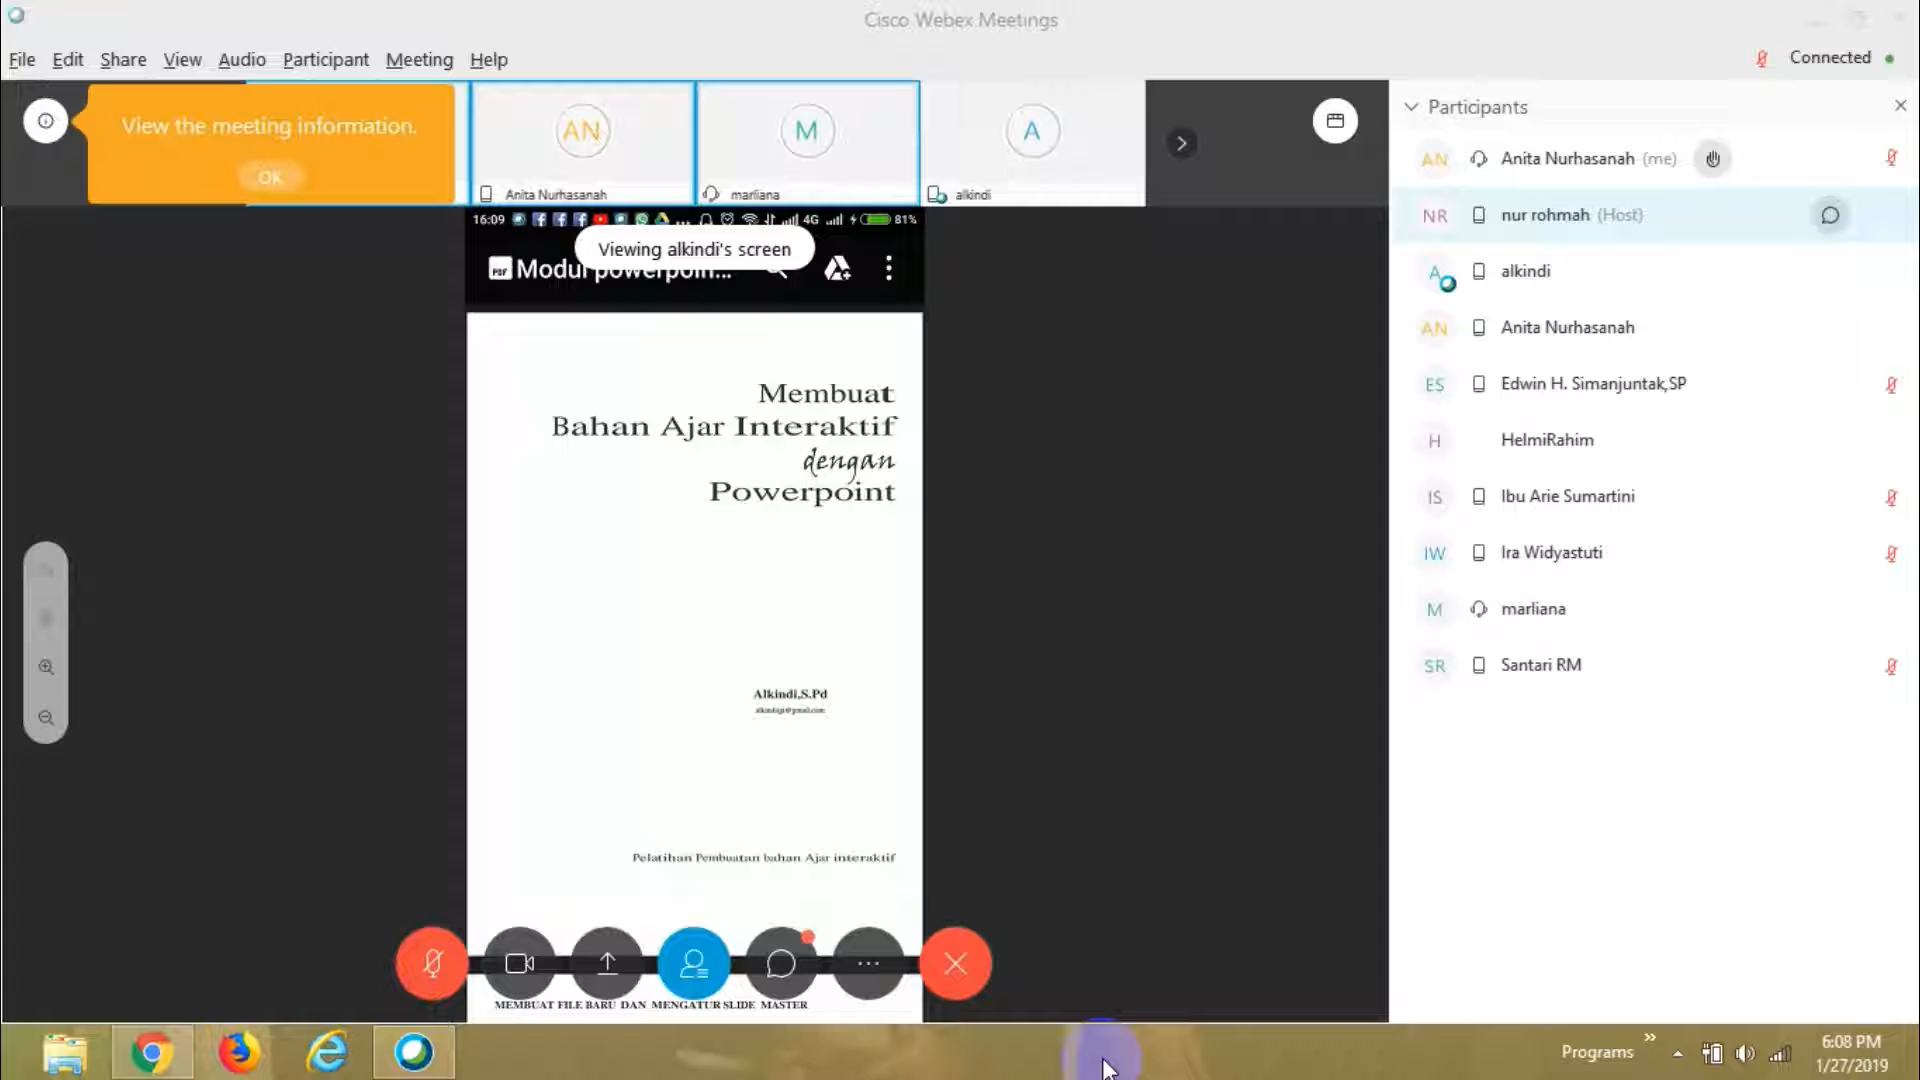 Cisco Webex Meetings
File Edit Share View Audio Participant Meeting Help
Connected
View the meeting information.
OK
AN
Anita Nurhasanah
M
marliana
A
alkindi
16:09
4G
81%
Viewing alkindi's screen
PDF Modul powerpoin...
Membuat
Bahan Ajar Interaktif
dengan
Powerpoint
Alkindi,S.Pd
Pelatihan Pembuatan bahan Ajar interaktif
MEMBUAT FILE BARU DAN MENGATUR SLIDE MASTER
Participants
AN Anita Nurhasanah (me)
NR nur rohmah (Host)
A alkindi
AN Anita Nurhasanah
ES Edwin H. Simanjuntak,SP
H HelmiRahim
IS Ibu Arie Sumartini
IW Ira Widyastuti
M marliana
SR Santari RM
Programs
6:08 PM
1/27/2019